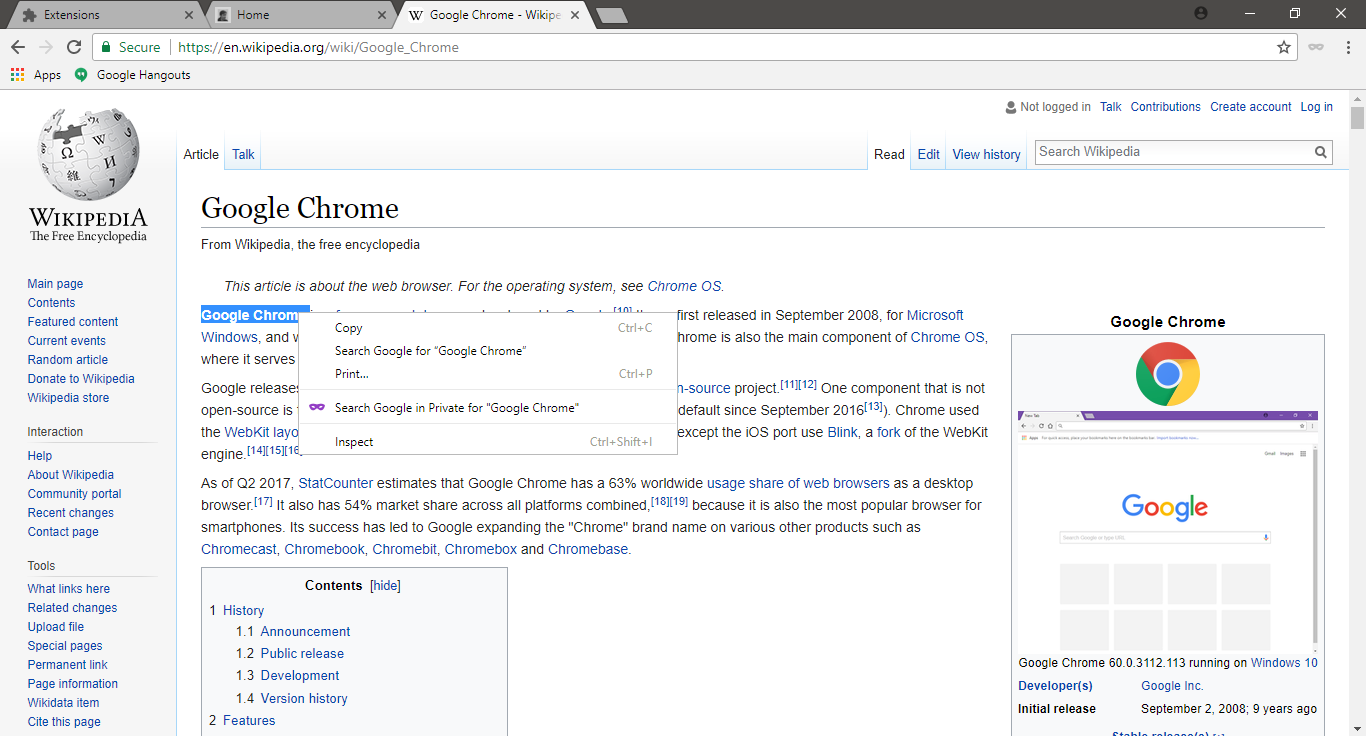 Extensions
Home
Google Chrome - Wikipe
Secure
https://en.wikipedia.org/wiki/Google_Chrome
Apps
Google Hangouts
WIKIPEDIA
The Free Encyclopedia
Main page
Contents
Featured content
Current events
Random article
Donate to Wikipedia
Wikipedia store
Interaction
Help
About Wikipedia
Community portal
Recent changes
Contact page
Tools
What links here
Related changes
Upload file
Special pages
Permanent link
Page information
Wikidata item
Cite this page
Not logged in Talk Contributions Create account Log in
Article Talk
Read Edit View history
Search Wikipedia
Google Chrome
From Wikipedia, the free encyclopedia
This article is about the web browser. For the operating system, see Chrome OS.
Google Chrom first released in September 2008, for Microsoft
Windows, and hrome is also the main component of Chrome OS,
where it serves
Google releases n-source project.[11][12] One component that is not
open-source is default since September 2016[13]). Chrome used
the WebKit layo except the iOS port use Blink, a fork of the WebKit
engine.[14][15][16]
Copy Ctrl+C
Search Google for “Google Chrome”
Print... Ctrl+P
Search Google in Private for "Google Chrome"
Inspect Ctrl+Shift+I
As of Q2 2017, StatCounter estimates that Google Chrome has a 63% worldwide usage share of web browsers as a desktop
browser.[17] It also has 54% market share across all platforms combined,[18][19] because it is also the most popular browser for
smartphones. Its success has led to Google expanding the "Chrome" brand name on various other products such as
Chromecast, Chromebook, Chromebit, Chromebox and Chromebase.
Contents [hide]
1 History
1.1 Announcement
1.2 Public release
1.3 Development
1.4 Version history
2 Features
Google Chrome
New Tab
Apps
Gmail Images
Google
Search Google or type URL
Google Chrome 60.0.3112.113 running on Windows 10
Developer(s) Google Inc.
Initial release September 2, 2008; 9 years ago